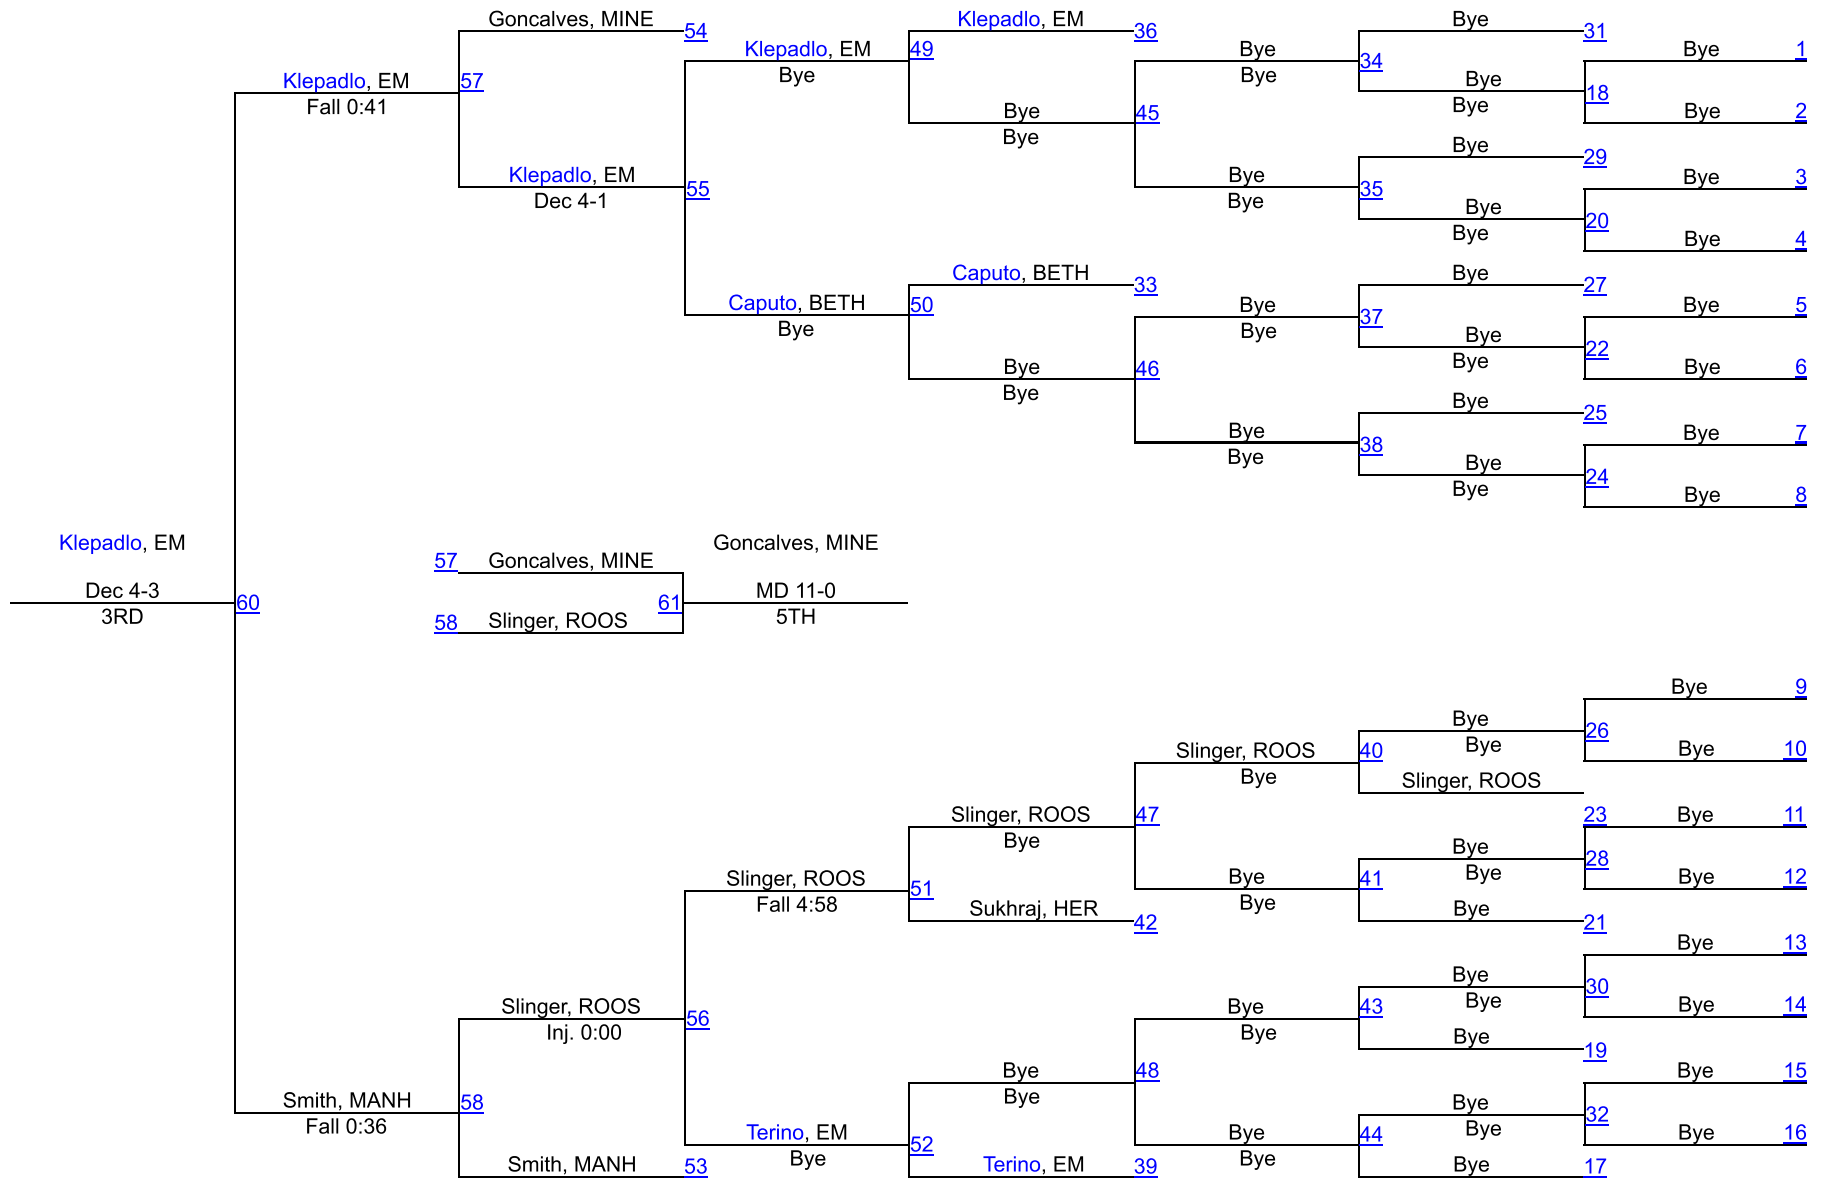 Goncalves, MINE
54
Klepadlo, EM
36
Bye
31
Klepadlo, EM
49
Bye
Bye
34
Bye
1
Bye
Klepadlo, EM
57
Fall 0:41
Bye
18
Bye
Bye
Bye
45
Bye
2
Bye
29
Klepadlo, EM
55
Dec 4-1
Bye
35
Bye
Bye
3
Bye
20
Bye
Bye
4
Caputo, BETH
33
Bye
27
Caputo, BETH
50
Bye
Bye
37
Bye
Bye
5
Bye
22
Bye
Bye
46
Bye
Bye
6
Bye
25
Bye
38
Bye
Bye
7
Bye
24
Bye
Bye
8
Klepadlo, EM
Goncalves, MINE
57
Goncalves, MINE
Dec 4-3
60
3RD
61
MD 11-0
5TH
58
Slinger, ROOS
Bye
9
Bye
26
Bye
Slinger, ROOS
40
Bye
Bye
10
Slinger, ROOS
Slinger, ROOS
47
Bye
23
Bye
11
Bye
28
Bye
Slinger, ROOS
51
Fall 4:58
Bye
41
Bye
Bye
12
Sukhraj, HER
42
Bye
21
Bye
13
Bye
30
Bye
Slinger, ROOS
56
Inj. 0:00
Bye
43
Bye
Bye
14
Bye
19
Bye
48
Bye
Bye
15
Smith, MANH
58
Fall 0:36
Bye
32
Bye
Terino, EM
52
Bye
Bye
44
Bye
Bye
16
Smith, MANH
53
Terino, EM
39
Bye
17